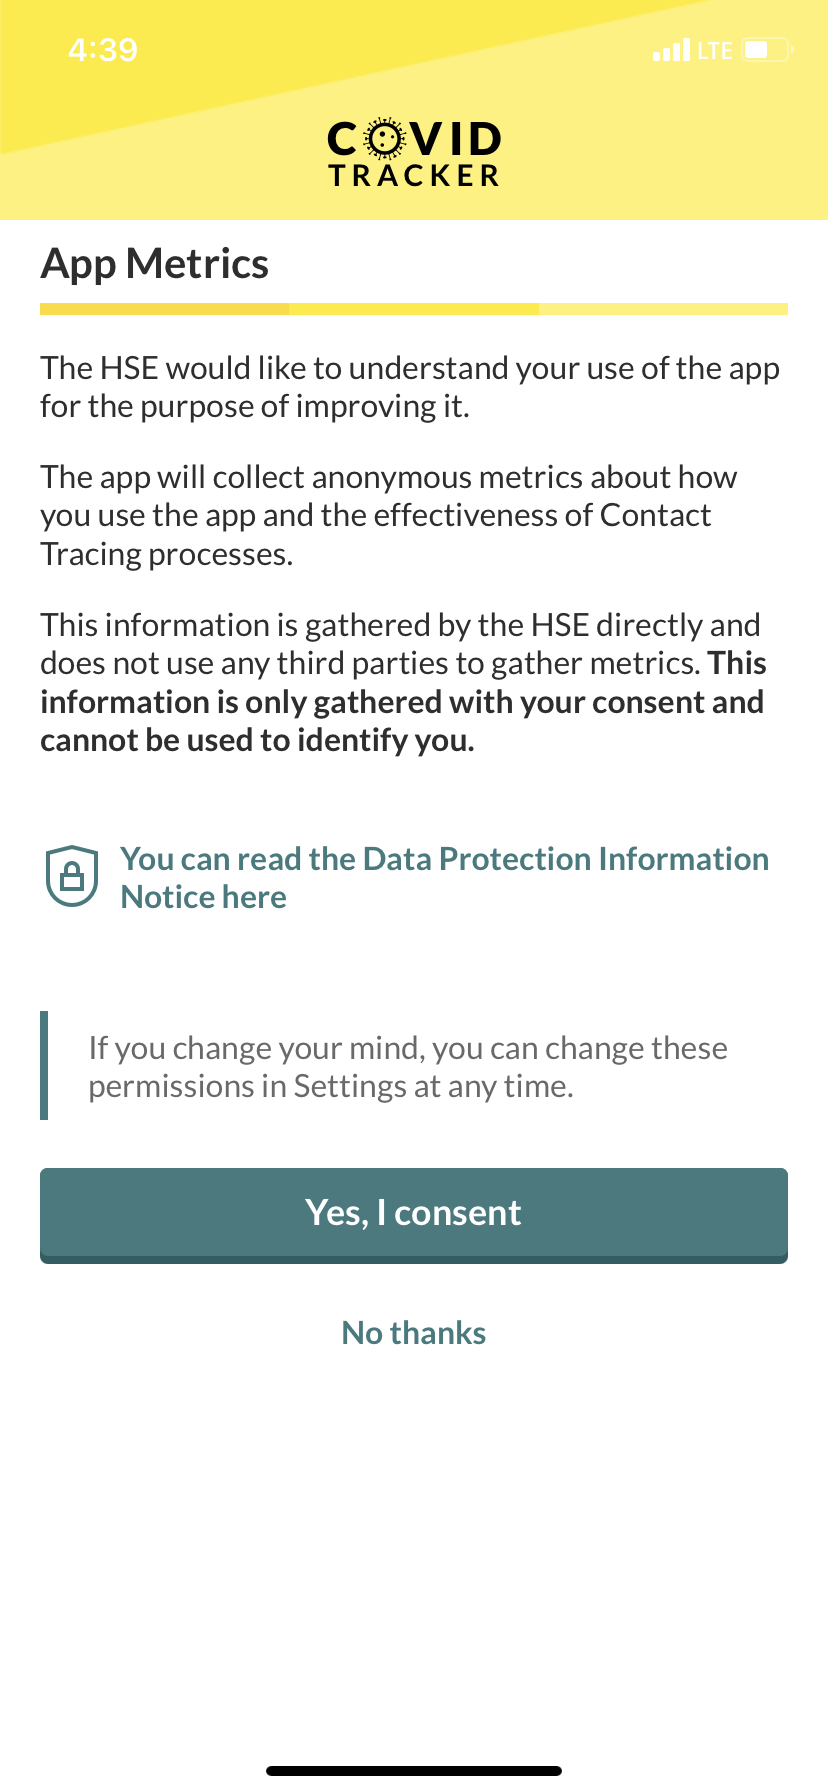 4:39
LTE
COVID
TRACKER
App Metrics
The HSE would like to understand your use of the app
for the purpose of improving it.
The app will collect anonymous metrics about how
you use the app and the effectiveness of Contact
Tracing processes.
This information is gathered by the HSE directly and
does not use any third parties to gather metrics. This
information is only gathered with your consent and
cannot be used to identify you.
You can read the Data Protection Information
Notice here
If you change your mind, you can change these
permissions in Settings at any time.
Yes, I consent
No thanks